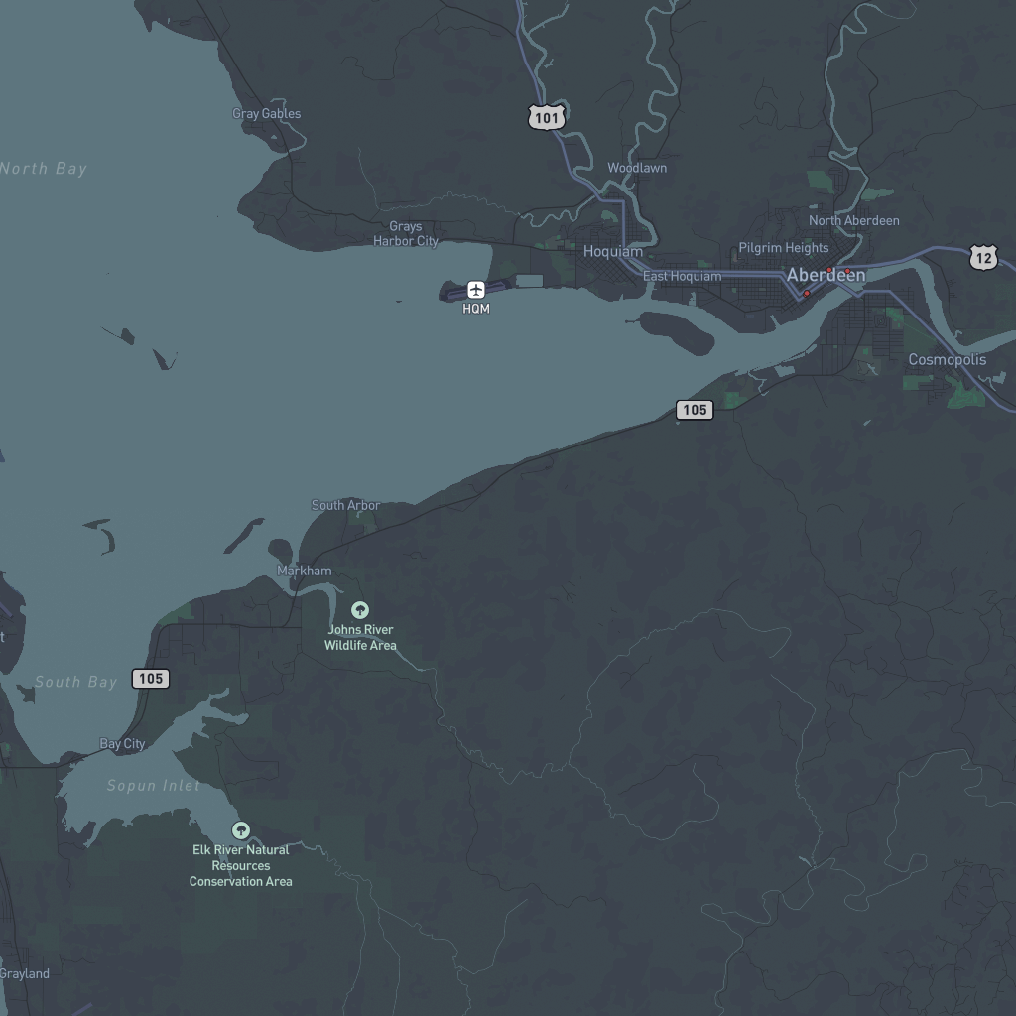 Gray Gables
101
North Bay
Woodlawn
Grays
Harbor City
North Aberdeen
Pilgrim Heights
Hoquiam
12
East Hoquiam
Aberdeen
HQM
Cosmopolis
105
South Arbor
Markham
Johns River
Wildlife Area
t
South Bay
105
Bay City
Sopun Inlet
Elk River Natural
Resources
Conservation Area
Grayland